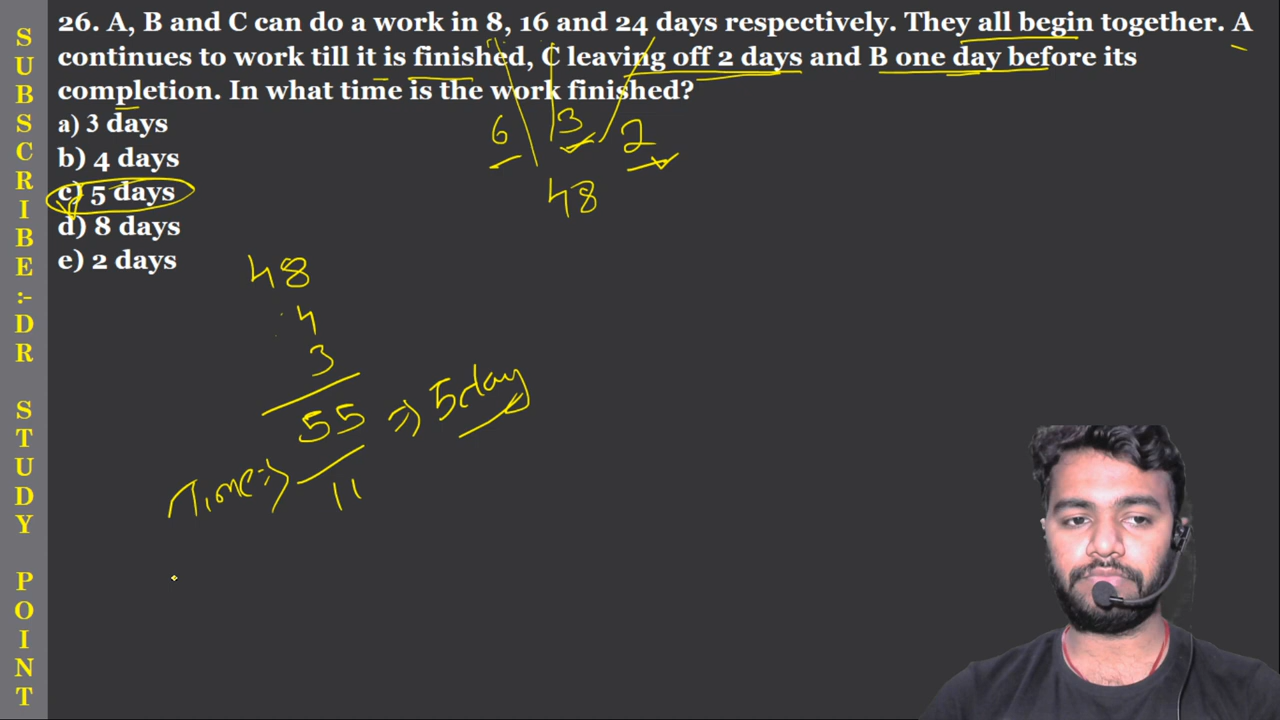 SUBSCRIBE:-DR STUDY POINT
26. A, B and C can do a work in 8, 16 and 24 days respectively. They all begin together. A
continues to work till it is finished, C leaving off 2 days and B one day before its
completion. In what time is the work finished?
a) 3 days
b) 4 days
c) 5 days
d) 8 days
e) 2 days
6 3 2
48
48
4
3
55 => 5 day
Time =>
11